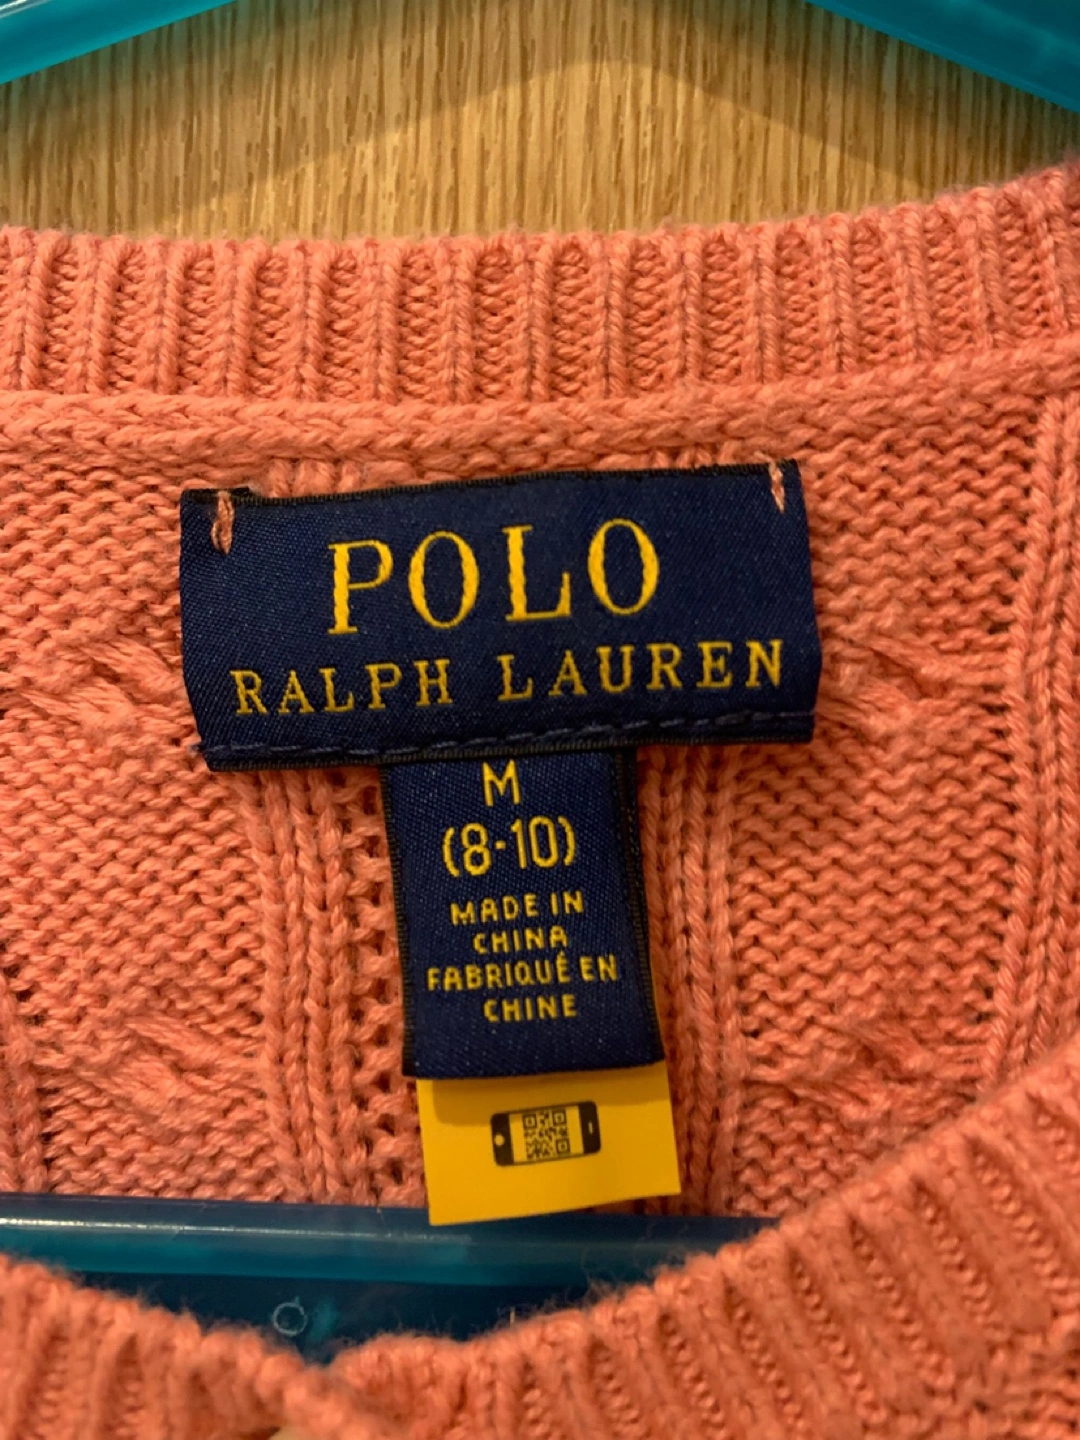 POLO
RALPH LAUREN
M
(8-10)
MADE IN
CHINA
FABRIQUÉ EN
CHINE